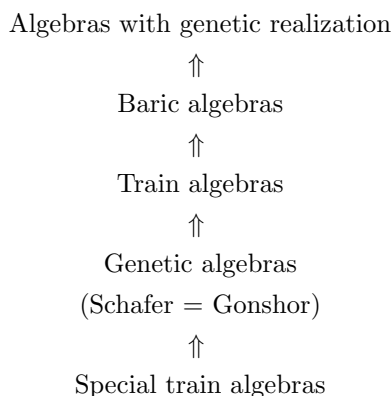 Algebras with genetic realization
⇑
Baric algebras
⇑
Train algebras
⇑
Genetic algebras
(Schafer = Gonshor)
⇑
Special train algebras